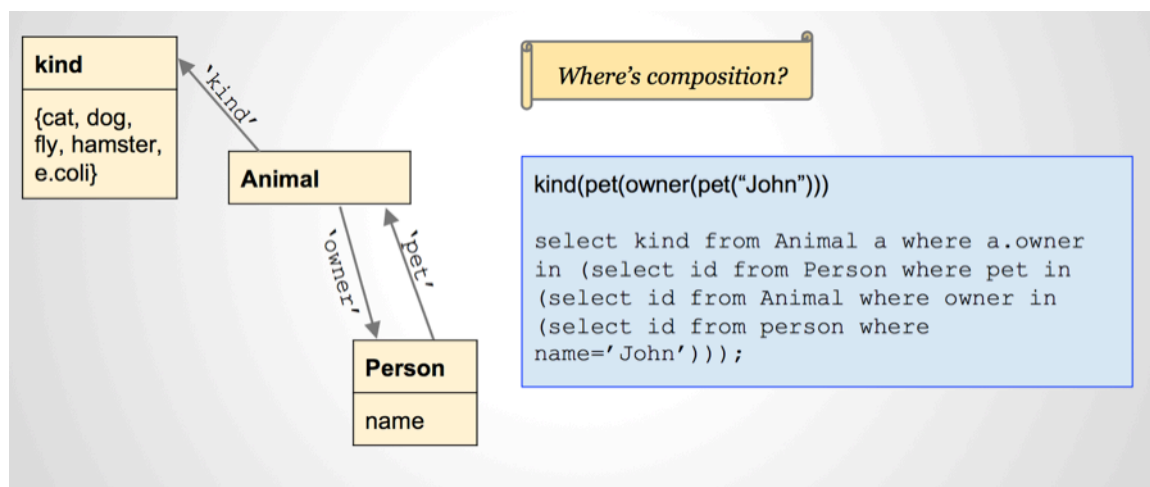 kind
{cat, dog,
fly, hamster,
e.coli}
‘kind’
Animal
‘owner’
‘pet’
Person
name
Where’s composition?
kind(pet(owner(pet(“John”)))
select kind from Animal a where a.owner
in (select id from Person where pet in
(select id from Animal where owner in
(select id from person where
name=’John’)));